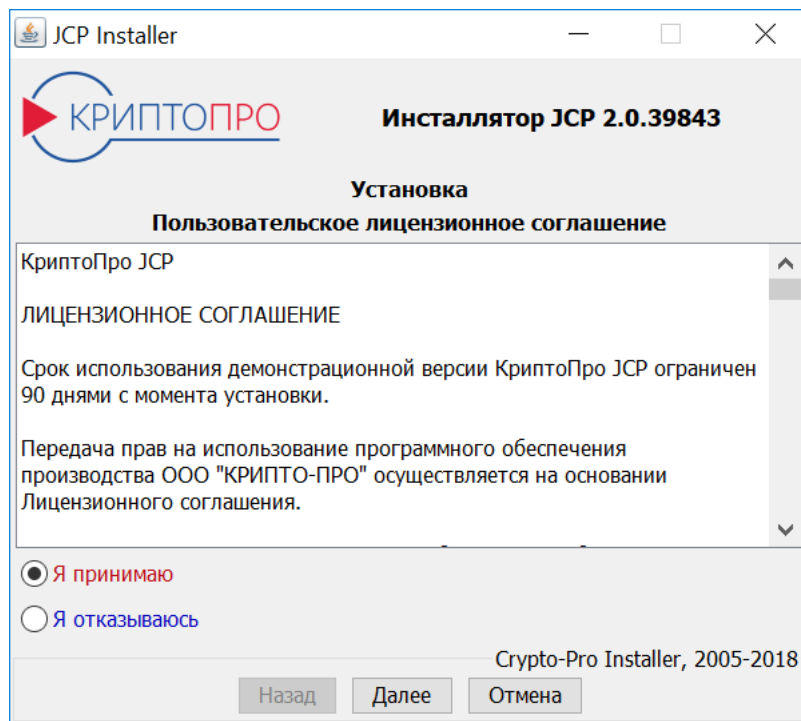 JCP Installer
КРИПТОПРО
Инсталлятор JCP 2.0.39843
Установка
Пользовательское лицензионное соглашение
КриптоПро JCP
ЛИЦЕНЗИОННОЕ СОГЛАШЕНИЕ
Срок использования демонстрационной версии КриптоПро JCP ограничен
90 днями с момента установки.
Передача прав на использование программного обеспечения
производства ООО "КРИПТО-ПРО" осуществляется на основании
Лицензионного соглашения.
Я принимаю
Я отказываюсь
Crypto-Pro Installer, 2005-2018
Назад Далее Отмена